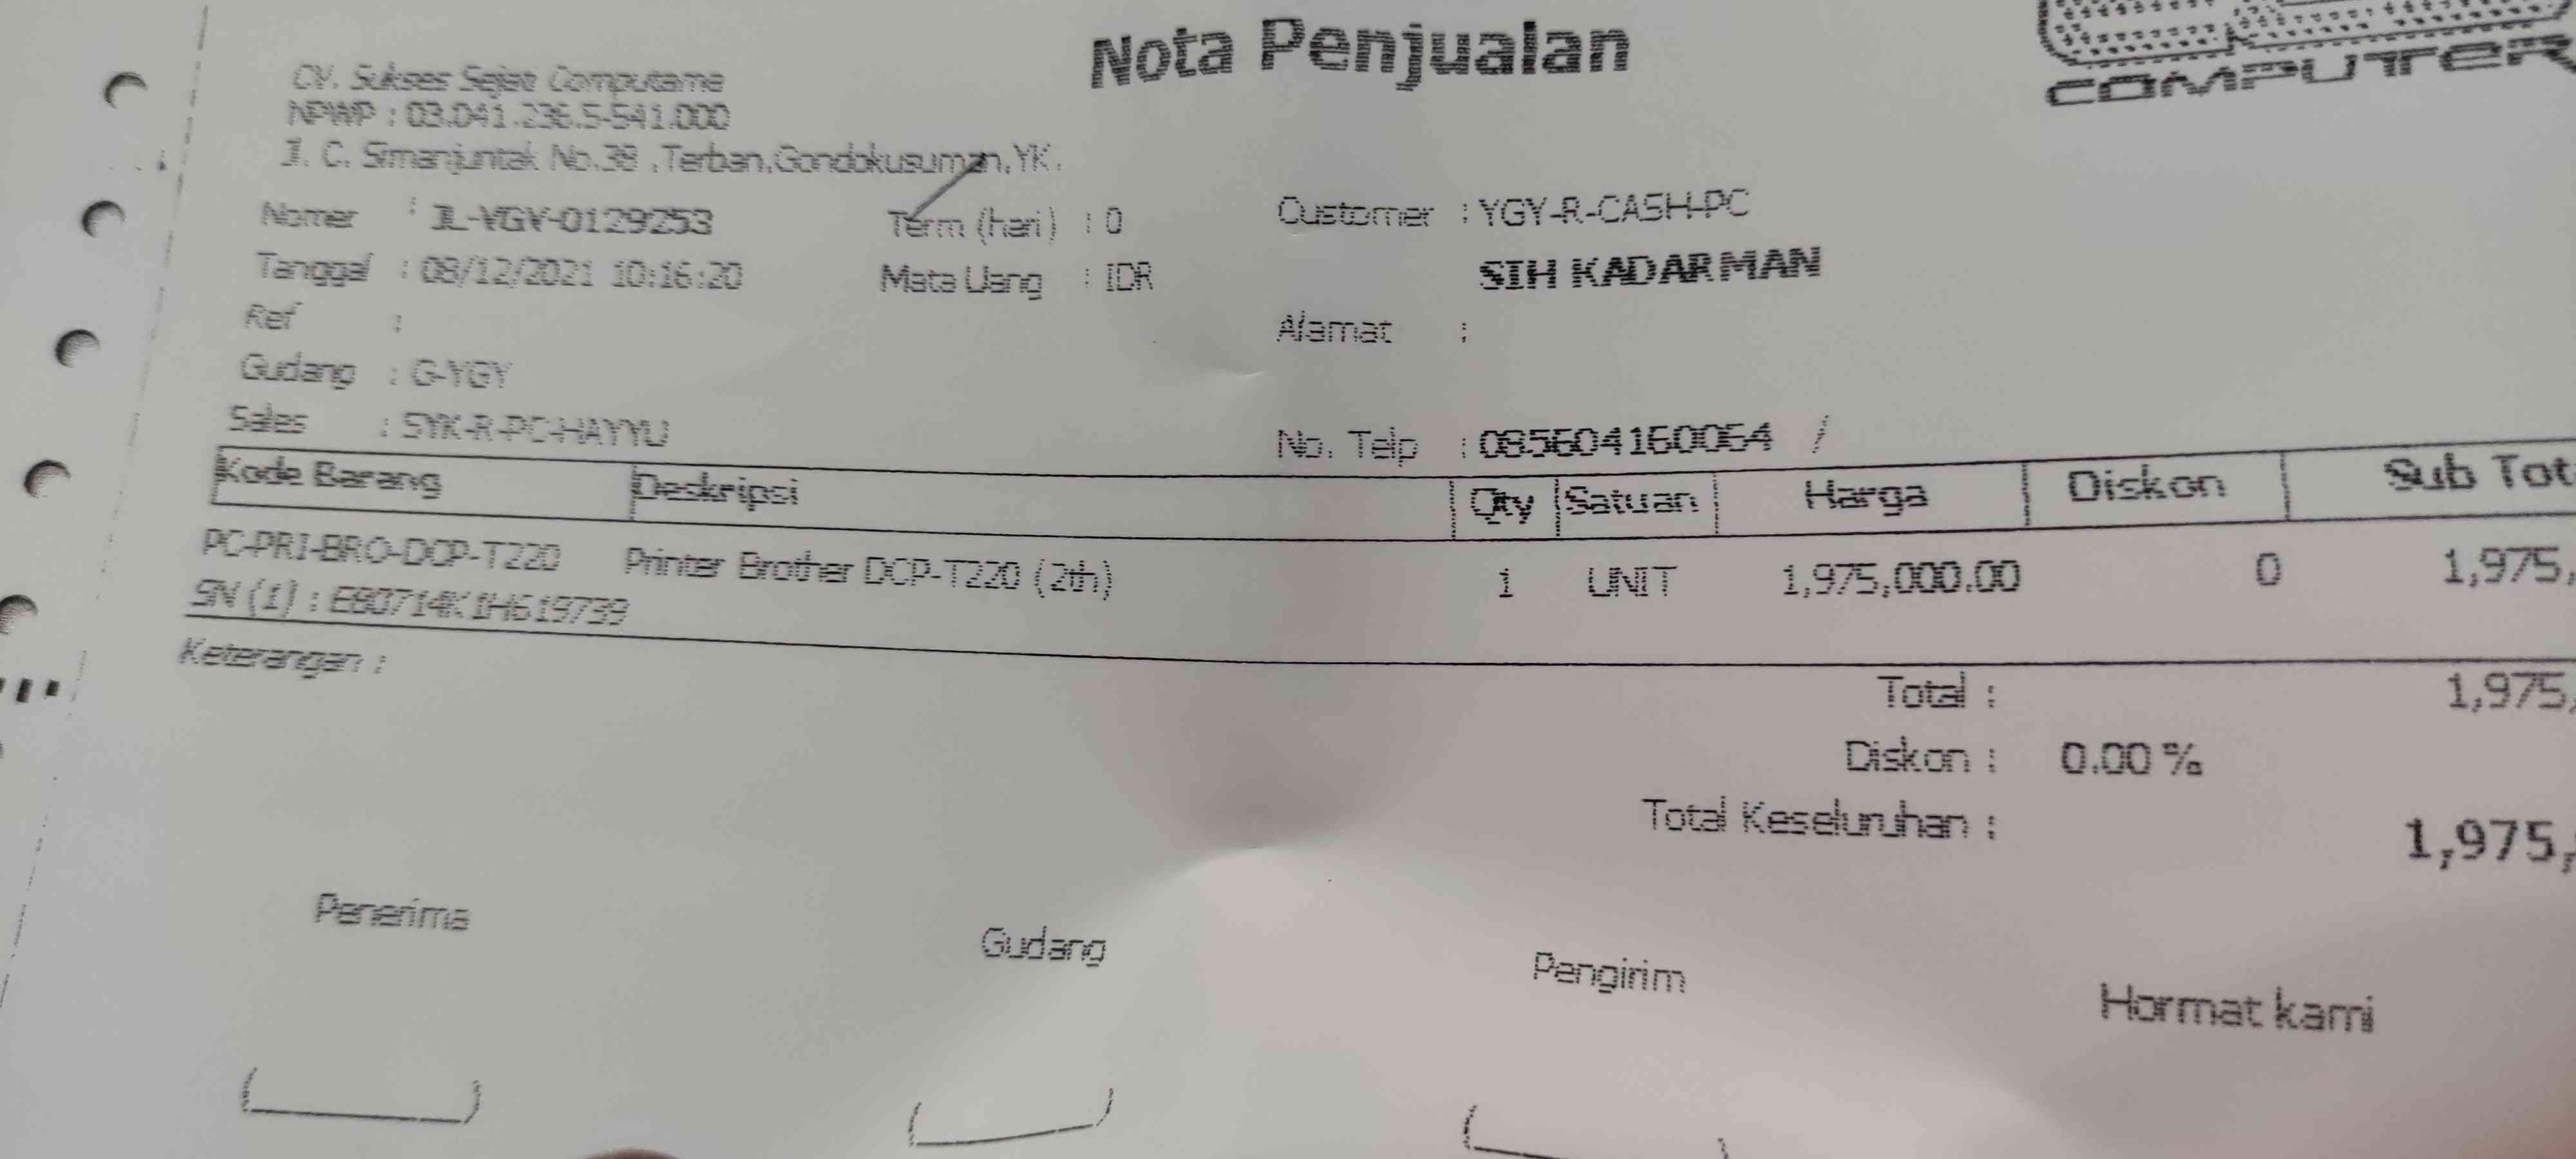 Nota Penjualan
COMPUTER
CV. Sukses Sejati Computama
NPWP : 03.041.236.5-541.000
Jl. C. Simanjuntak No.38 ,Terban,Gondokusuman,YK.
Nomer : JL-YGY-0129253 Term (hari) : 0 Customer : YGY-R-CASH-PC
Tanggal : 08/12/2021 10:16:20 Mata Uang : IDR SIH KADARMAN
Ref : Alamat :
Gudang : G-YGY
Sales : SYK-R-PC-HAYYU No. Telp : 085604160064 /
Kode Barang Deskripsi Qty Satuan Harga Diskon Sub Tot
PC-PRI-BRO-DCP-T220 Printer Brother DCP-T220 (2th) 1 UNIT 1,975,000.00 0 1,975,
SN (1) : E80714K1H619739
Keterangan :
Total : 1,975,
Diskon : 0.00 %
Total Keseluruhan : 1,975,
Penerima Gudang Pengirim Hormat kami